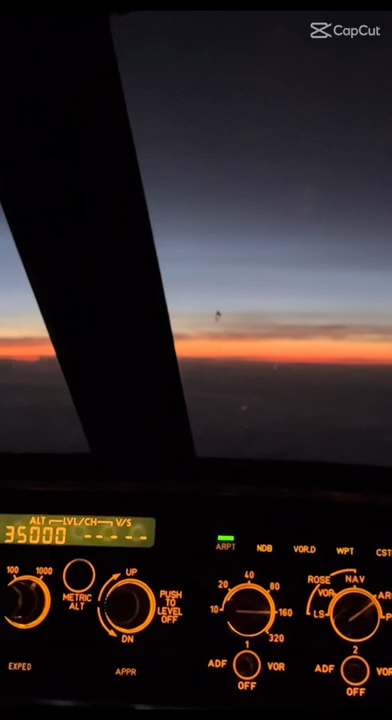 CapCut
ALT LVL/CH V/S
35000 -----
100 1000
METRIC
ALT
UP
DN
PUSH
TO
LEVEL
OFF
EXPED
APPR
ARPT NDB VOR.D WPT CST
10 20 40 80 160 320
ROSE NAV
LS VOR
ADF 1 VOR
OFF
ADF 2 VOR
OFF